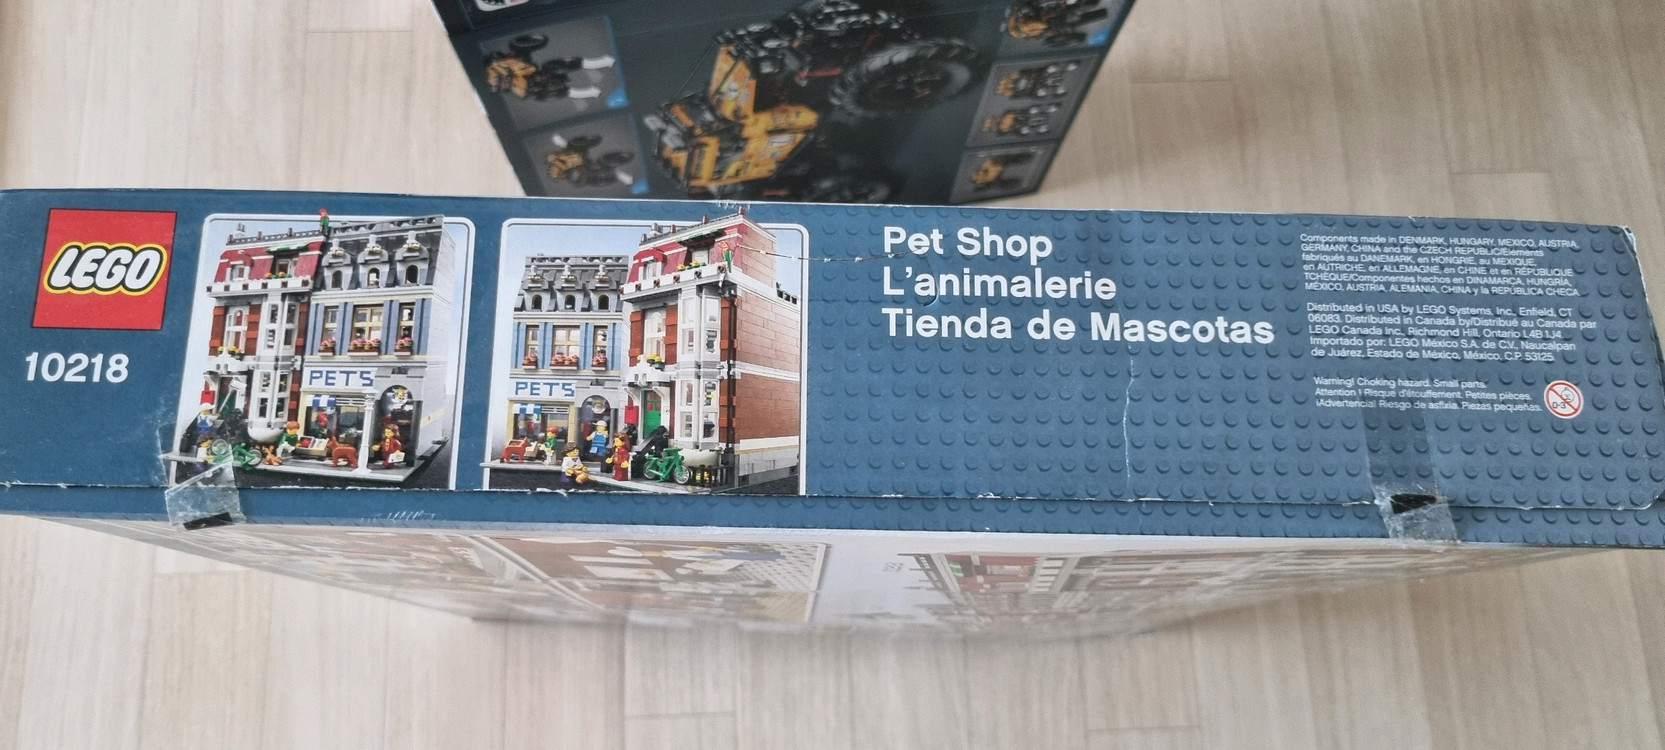 LEGO
10218
PETS
PETS
Pet Shop
L'animalerie
Tienda de Mascotas
Components made in DENMARK, HUNGARY, MEXICO, AUSTRIA,
GERMANY, CHINA and the CZECH REPUBLIC/Éléments
fabriqués au DANEMARK, en HONGRIE, au MEXIQUE,
en AUTRICHE, en ALLEMAGNE, en CHINE et en RÉPUBLIQUE
TCHÈQUE/Componentes hechos en DINAMARCA, HUNGRÍA,
MÉXICO, AUSTRIA, ALEMANIA, CHINA y la REPÚBLICA CHECA.
Distributed in USA by LEGO Systems, Inc., Enfield, CT
06083. Distributed in Canada by/Distribué au Canada par
LEGO Canada Inc., Richmond Hill, Ontario L4B 1J4.
Importado por: LEGO México S.A. de C.V., Naucalpan
de Juárez, Estado de México, México, C.P. 53125.
Warning! Choking hazard. Small parts.
Attention ! Risque d'étouffement. Petites pièces.
¡Advertencia! Riesgo de asfixia. Piezas pequeñas.
0-3